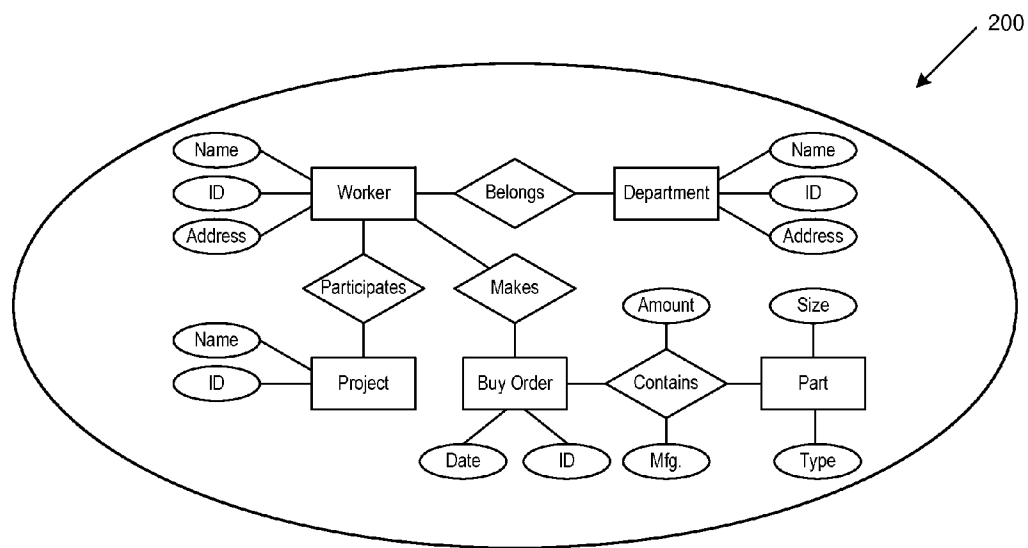 200
Name
Name
Worker
Belongs
Department
ID
ID
Address
Address
Participates
Makes
Amount
Size
Name
Project
Buy Order
Contains
Part
ID
Date
ID
Mfg.
Type